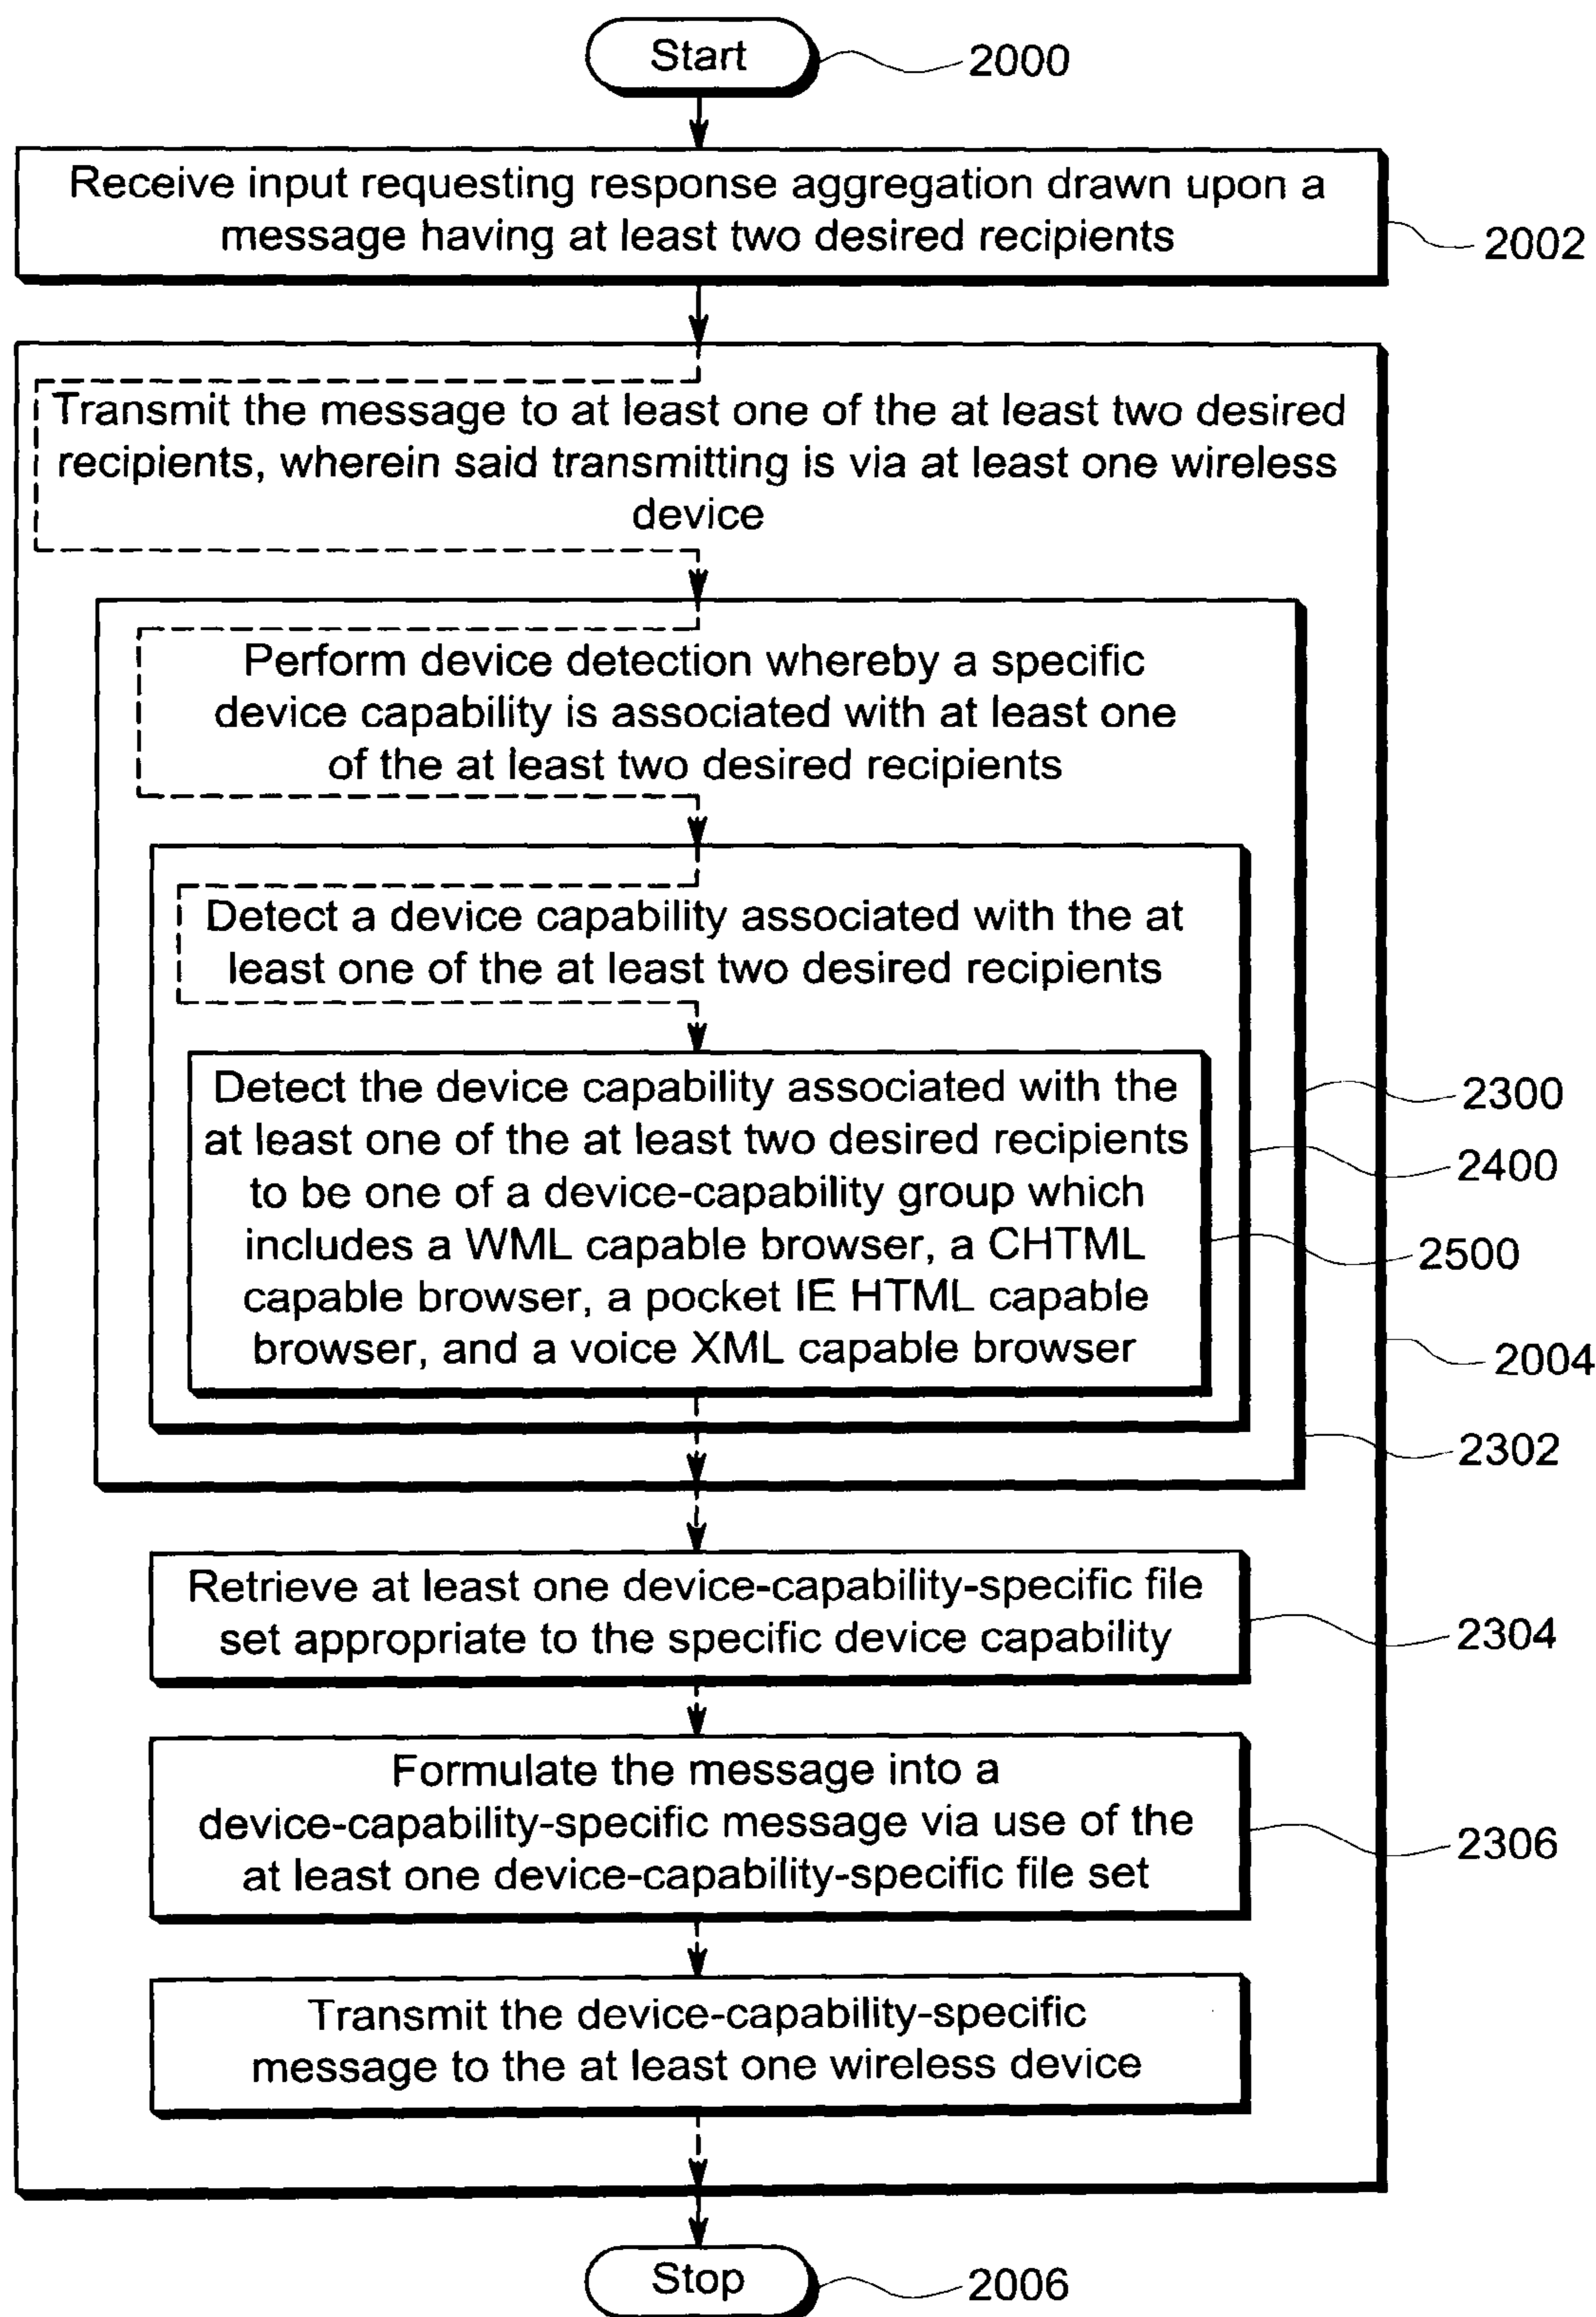 Start
2000
Receive input requesting response aggregation drawn upon a
message having at least two desired recipients
2002
Transmit the message to at least one of the at least two desired
recipients, wherein said transmitting is via at least one wireless
device
Perform device detection whereby a specific
device capability is associated with at least one
of the at least two desired recipients
Detect a device capability associated with the at
least one of the at least two desired recipients
Detect the device capability associated with the
at least one of the at least two desired recipients
to be one of a device-capability group which
includes a WML capable browser, a CHTML
capable browser, a pocket IE HTML capable
browser, and a voice XML capable browser
2300
2400
2500
2004
2302
Retrieve at least one device-capability-specific file
set appropriate to the specific device capability
2304
Formulate the message into a
device-capability-specific message via use of the
at least one device-capability-specific file set
2306
Transmit the device-capability-specific
message to the at least one wireless device
Stop
2006